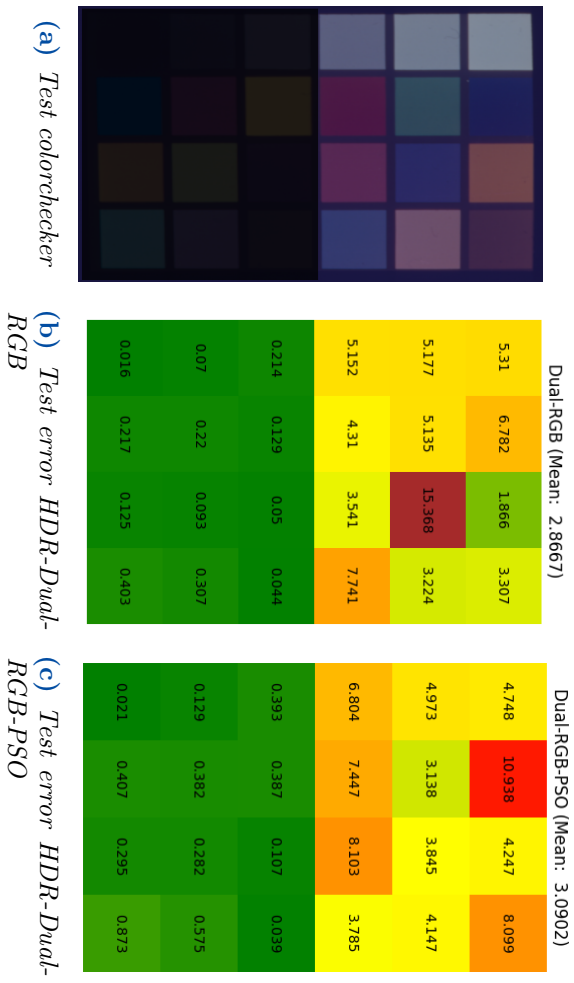 (a) Test colorchecker
Dual-RGB (Mean: 2.8667)
5.31 6.782 1.866 3.307
5.177 5.135 15.368 3.224
5.152 4.31 3.541 7.741
0.214 0.129 0.05 0.044
0.07 0.22 0.093 0.307
0.016 0.217 0.125 0.403
(b) Test error HDR-Dual-
RGB
Dual-RGB-PSO (Mean: 3.0902)
4.748 10.938 4.247 8.099
4.973 3.138 3.845 4.147
6.804 7.447 8.103 3.785
0.393 0.387 0.107 0.039
0.129 0.382 0.282 0.575
0.021 0.407 0.295 0.873
(c) Test error HDR-Dual-
RGB-PSO